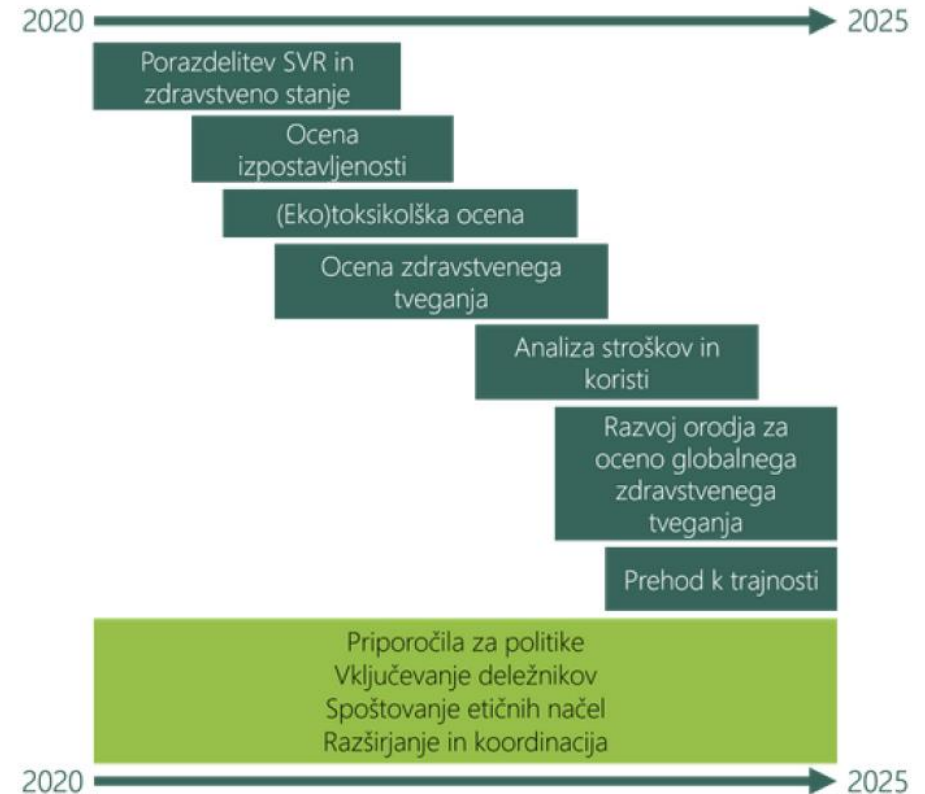 2020 2025
Porazdelitev SVR in
zdravstveno stanje
Ocena
izpostavljenosti
(Eko)toksikolška ocena
Ocena zdravstvenega
tveganja
Analiza stroškov in
koristi
Razvoj orodja za
oceno globalnega
zdravstvenega
tveganja
Prehod k trajnosti
Priporočila za politike
Vključevanje deležnikov
Spoštovanje etičnih načel
Razširjanje in koordinacija
2020 2025